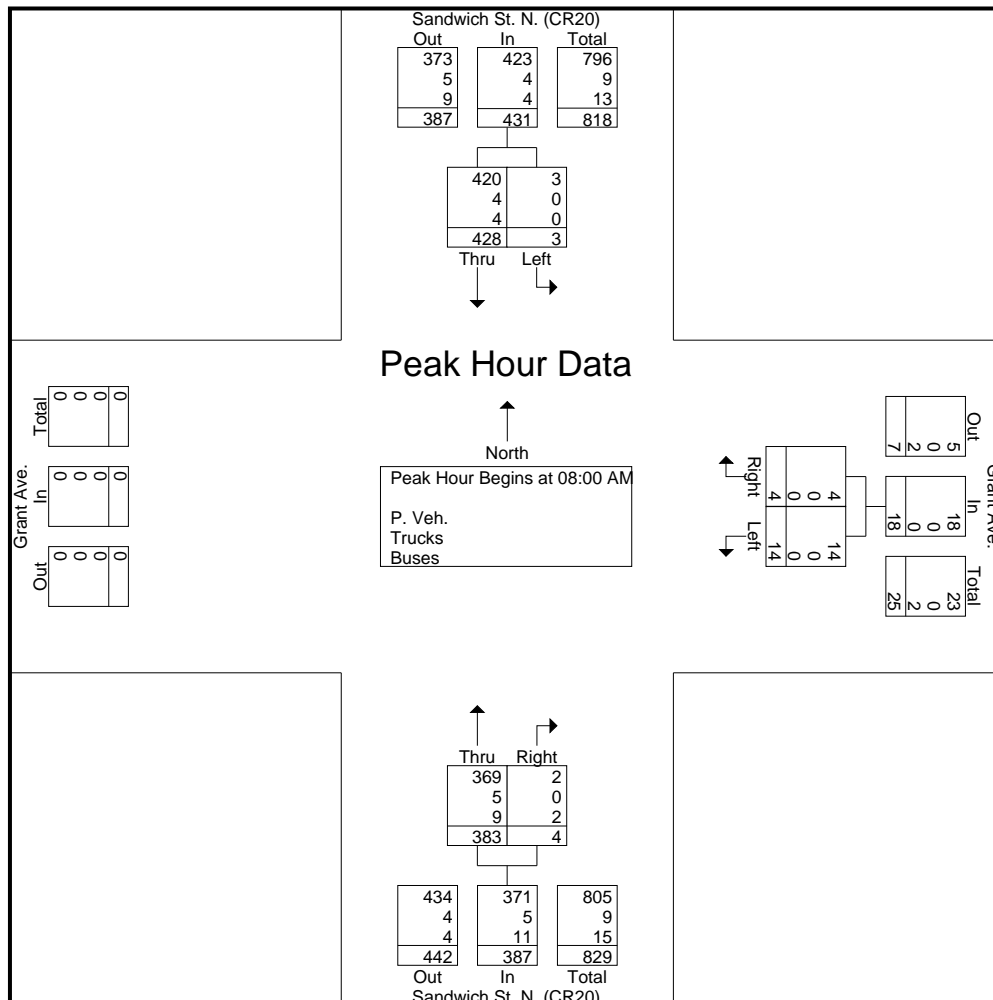 Sandwich St. N. (CR20)
Out In Total
373 423 796
5 4 9
9 4 13
387 431 818
420 3
4 0
4 0
428 3
Thru Left
Peak Hour Data
North
Peak Hour Begins at 08:00 AM
P. Veh.
Trucks
Buses
Grant Ave.
Total In Out
0 0 0
0 0 0
0 0 0
0 0 0
Grant Ave.
Out In Total
5 18 23
0 0 0
2 0 2
7 18 25
4 14
0 0
0 0
4 14
Right Left
Thru Right
369 2
5 0
9 2
383 4
434 371 805
4 5 9
4 11 15
442 387 829
Out In Total
Sandwich St. N. (CR20)